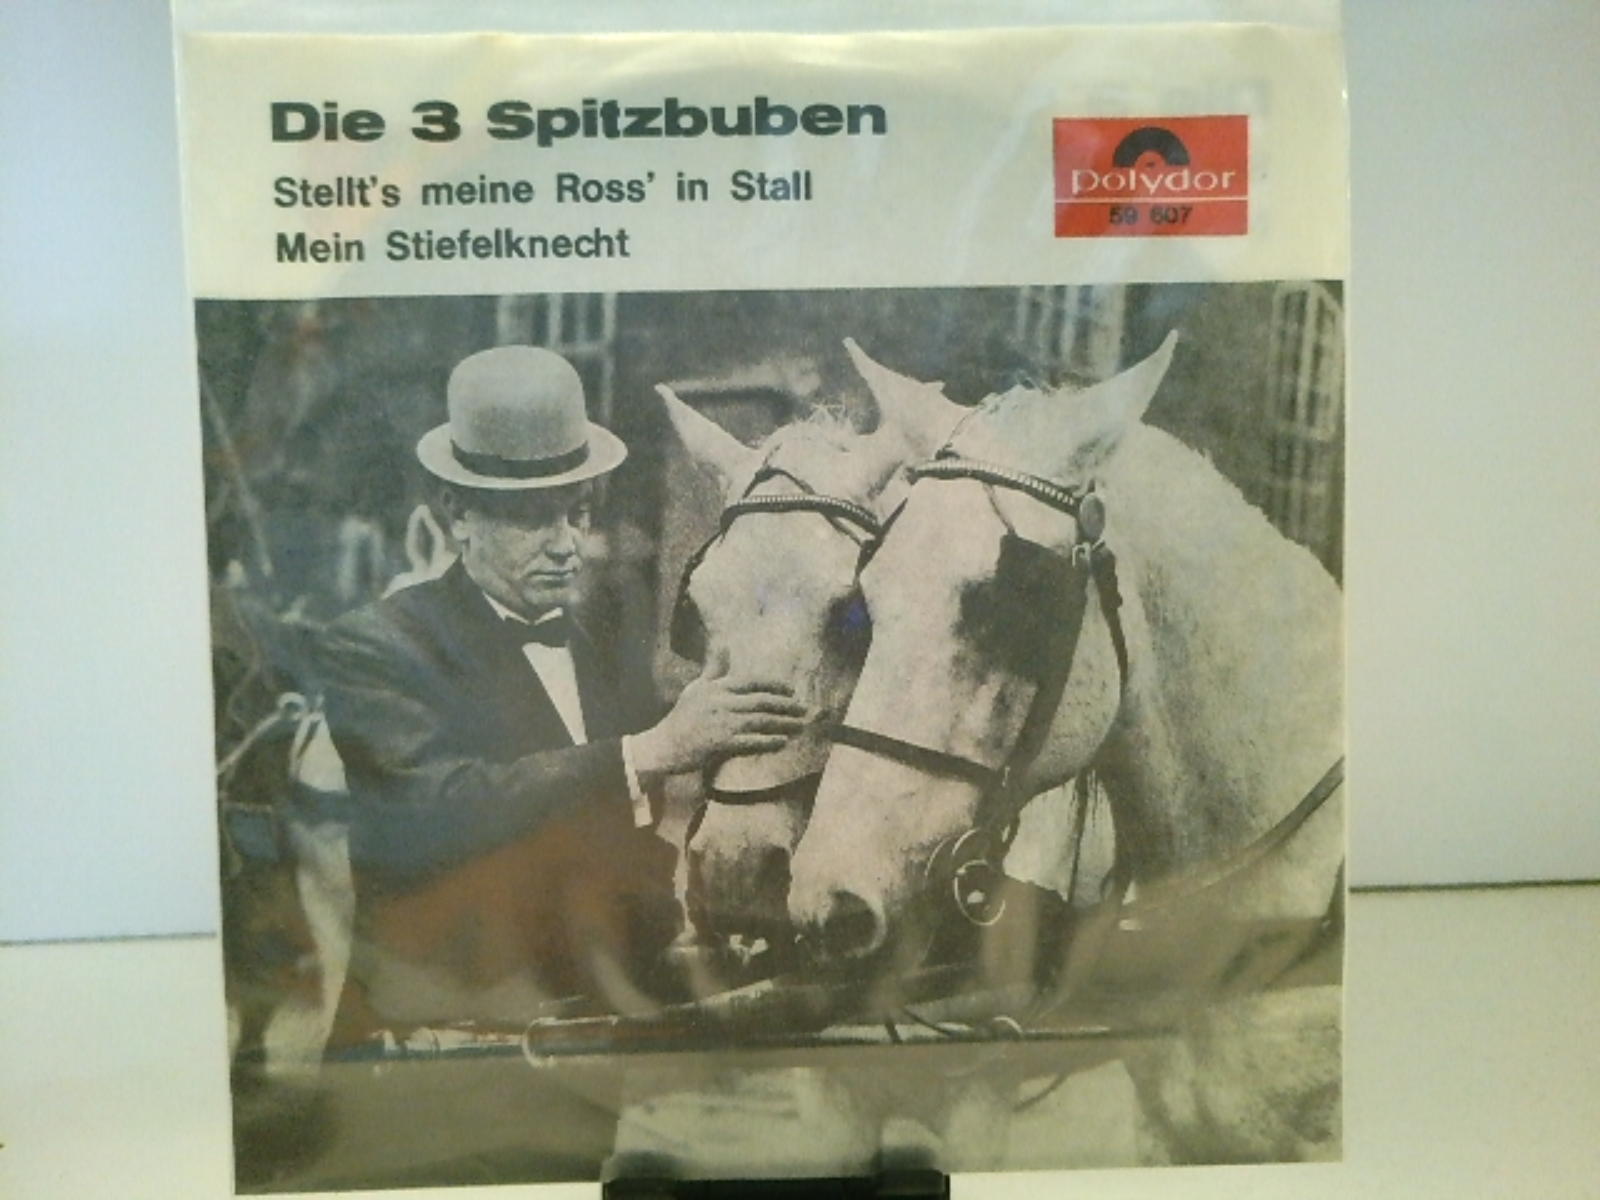 Die 3 Spitzbuben
Stellt's meine Ross' in Stall
Mein Stiefelknecht
polydor
59 607